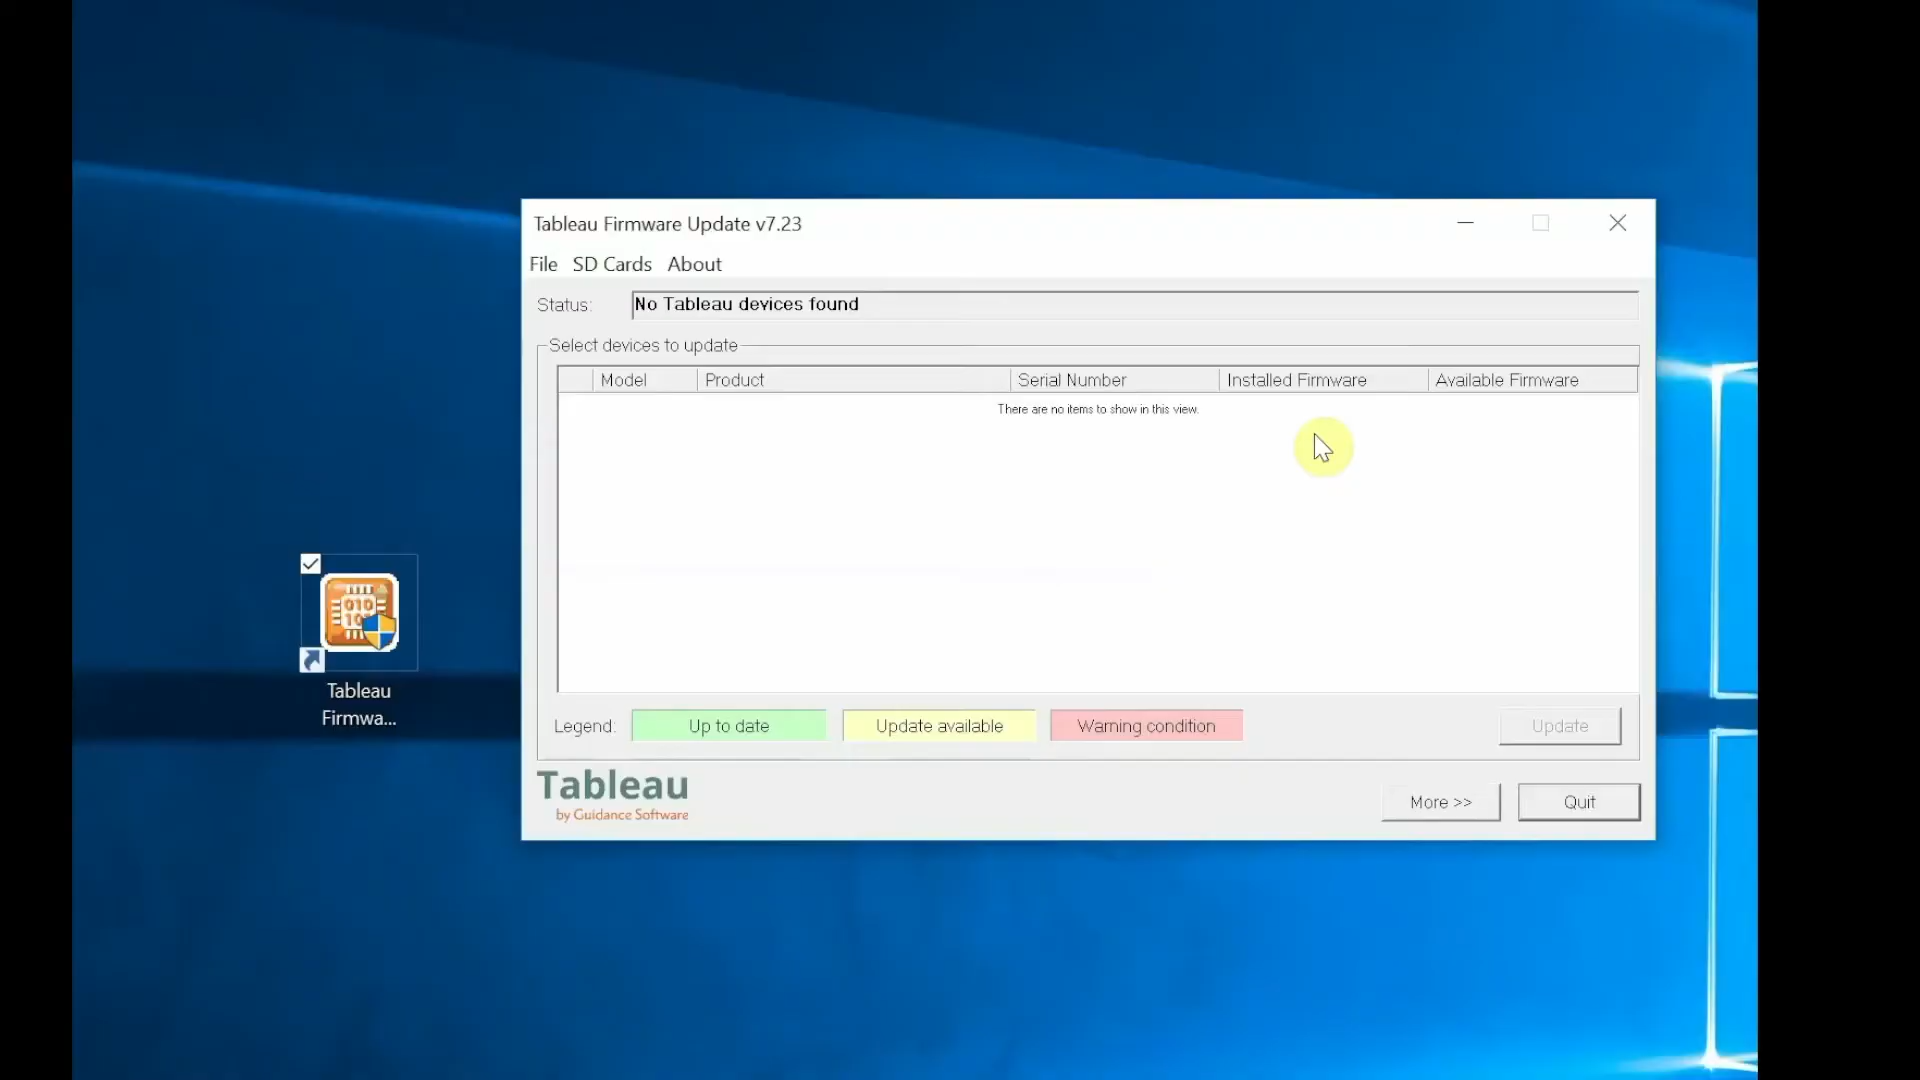 Tableau Firmware Update v7.23
File SD Cards About
Status: No Tableau devices found
Select devices to update
Model Product Serial Number Installed Firmware Available Firmware
There are no items to show in this view.
010
10
Tableau
Firmwa...
Legend: Up to date Update available Warning condition Update
Tableau
by Guidance Software
More >> Quit